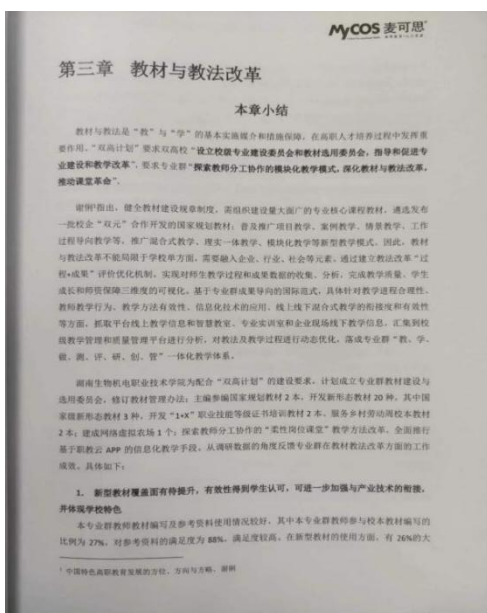 MyCOS 麦可思
第三章 教材与教法改革
本章小结
教材与教法是“教”与“学”的基本实施媒介和措施保障，在高职人才培养过程中发挥重
要作用。“双高计划”要求双高校“设立校级专业建设委员会和教材选用委员会，指导和促进专
业建设和教学改革”，要求专业群“探索教师分工协作的模块化教学模式，深化教材与教法改革，
推动课堂革命”。
谢俐¹指出，健全教材建设规章制度，需组织建设量大面广的专业核心课程教材，遴选发布
一批校企“双元”合作开发的国家规划教材；普及推广项目教学、案例教学、情景教学、工作
过程导向教学等，推广混合式教学、理实一体教学、模块化教学等新型教学模式。因此，教材
与教法改革不能局限于学校单方面，需要融入企业、行业、社会等元素，通过建立教法改革“过
程+成果”评价优化机制，实现对师生教学过程和成果数据的收集、分析，完成教学质量、学生
成长和师资保障三维度的可视化，基于专业群成果导向的国际范式，具体针对教学进程合理性、
教师教学行为、教学方法有效性、信息化技术的应用、线上线下混合式教学的衔接度和有效性
等方面，抓取平台线上教学信息和智慧教室、专业实训室和企业现场线下教学信息，汇集到校
级教学管理和质量管理平台进行分析，对教法及教学过程进行动态优化，落成专业群“教、学、
做、测、评、研、创、管”一体化教学体系。
湖南生物机电职业技术学院为配合“双高计划”的建设要求，计划成立专业群教材建设与
选用委员会，修订教材管理办法；主编参编国家规划教材 2 本，开发新形态教材 20 种，其中国
家级新形态教材 3 种，开发“1+X”职业技能等级证书培训教材 2 本，服务乡村劳动周校本教材
2 本；建成网络虚拟农场 1 个；探索教师分工协作的“柔性岗位课堂”教学方法改革，全面推行
基于职教云 APP 的信息化教学手段。从调研数据的角度反馈专业群在教材教法改革方面的工作
成效。具体如下：
1. 新型教材覆盖面有待提升，有效性得到学生认可，可进一步加强与产业技术的衔接，
并体现学校特色
本专业群教师教材编写及参考资料使用情况较好，其中本专业群教师参与校本教材编写的
比例为 27%，对参考资料的满足度为 88%，满足度较高。在新型教材的使用方面，有 26%的大
¹ 中国特色高职教育发展的方位、方向与方略，谢俐